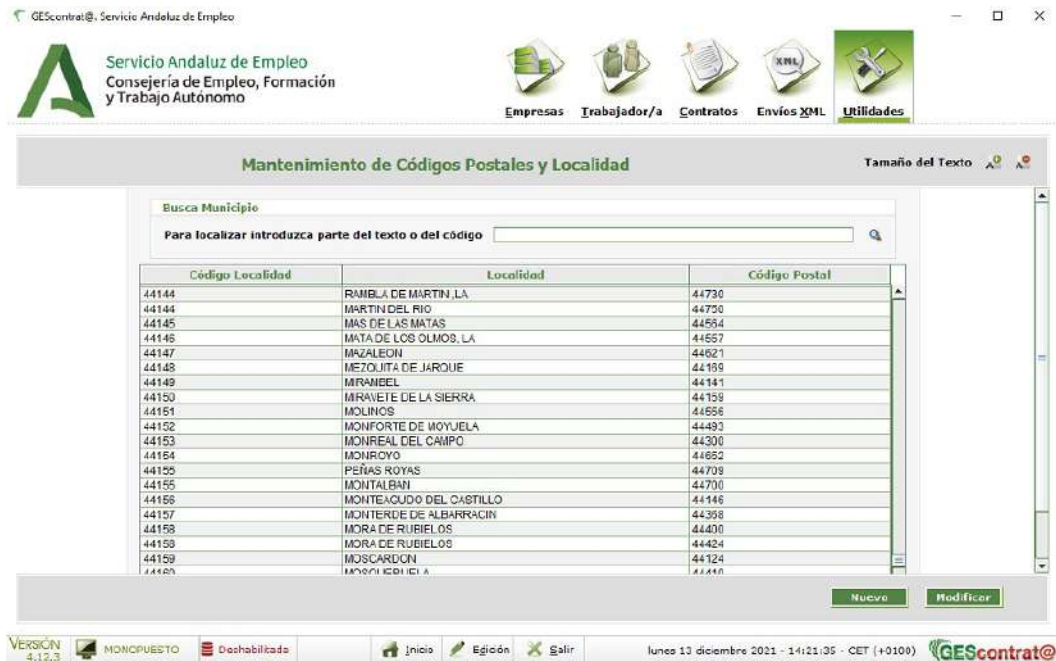 GEScontrat@. Servicio Andaluz de Empleo
Servicio Andaluz de Empleo
Consejería de Empleo, Formación
y Trabajo Autónomo
XML
Empresas Trabajador/a Contratos Envíos XML Utilidades
Mantenimiento de Códigos Postales y Localidad
Tamaño del Texto
Busca Municipio
Para localizar introduzca parte del texto o del código
Código Localidad Localidad Código Postal
44144 RAMBLA DE MARTIN ,LA 44730
44144 MARTIN DEL RIO 44750
44145 MAS DE LAS MATAS 44564
44146 MATA DE LOS OLMOS, LA 44557
44147 MAZALEON 44621
44148 MEZQUITA DE JARQUE 44169
44149 MIRAMBEL 44141
44150 MIRAVETE DE LA SIERRA 44159
44151 MOLINOS 44556
44152 MONFORTE DE MOYUELA 44493
44153 MONREAL DEL CAMPO 44300
44154 MONROYO 44652
44155 PEÑAS ROYAS 44709
44155 MONTALBAN 44700
44156 MONTEAGUDO DEL CASTILLO 44146
44157 MONTERDE DE ALBARRACIN 44368
44158 MORA DE RUBIELOS 44400
44158 MORA DE RUBIELOS 44424
44159 MOSCARDON 44124
44160 MOSQUERUELA 44410
Nuevo Modificar
VERSIÓN
4.12.3
MONOPUESTO Deshabilitada Inicio Edición Salir lunes 13 diciembre 2021 - 14:21:35 - CET (+0100) GEScontrat@